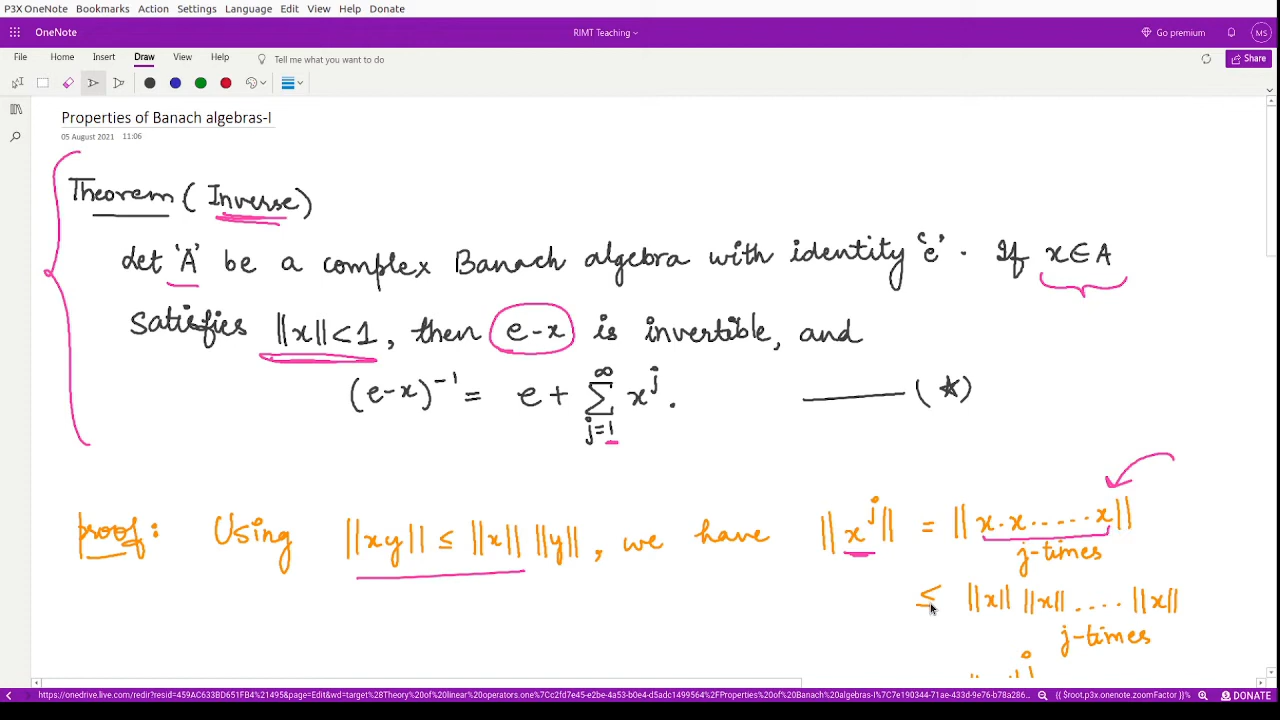 P3X OneNote Bookmarks Action Settings Language Edit View Help Donate
OneNote RIMT Teaching Go premium MS
File Home Insert Draw View Help Tell me what you want to do Share
Properties of Banach algebras-I
05 August 2021 11:06
Theorem (Inverse)
Let 'A' be a complex Banach algebra with identity 'e'. If x∈A
Satisfies ||x||<1, then e-x is invertible, and
(e-x)⁻¹ = e + ∑_{j=1}^{∞} x^j. ——— (★)
proof: Using ||xy|| ≤ ||x|| ||y||, we have ||x^j|| = ||x.x.....x||
j-times
≤ ||x|| ||x|| .... ||x||
j-times
DONATE